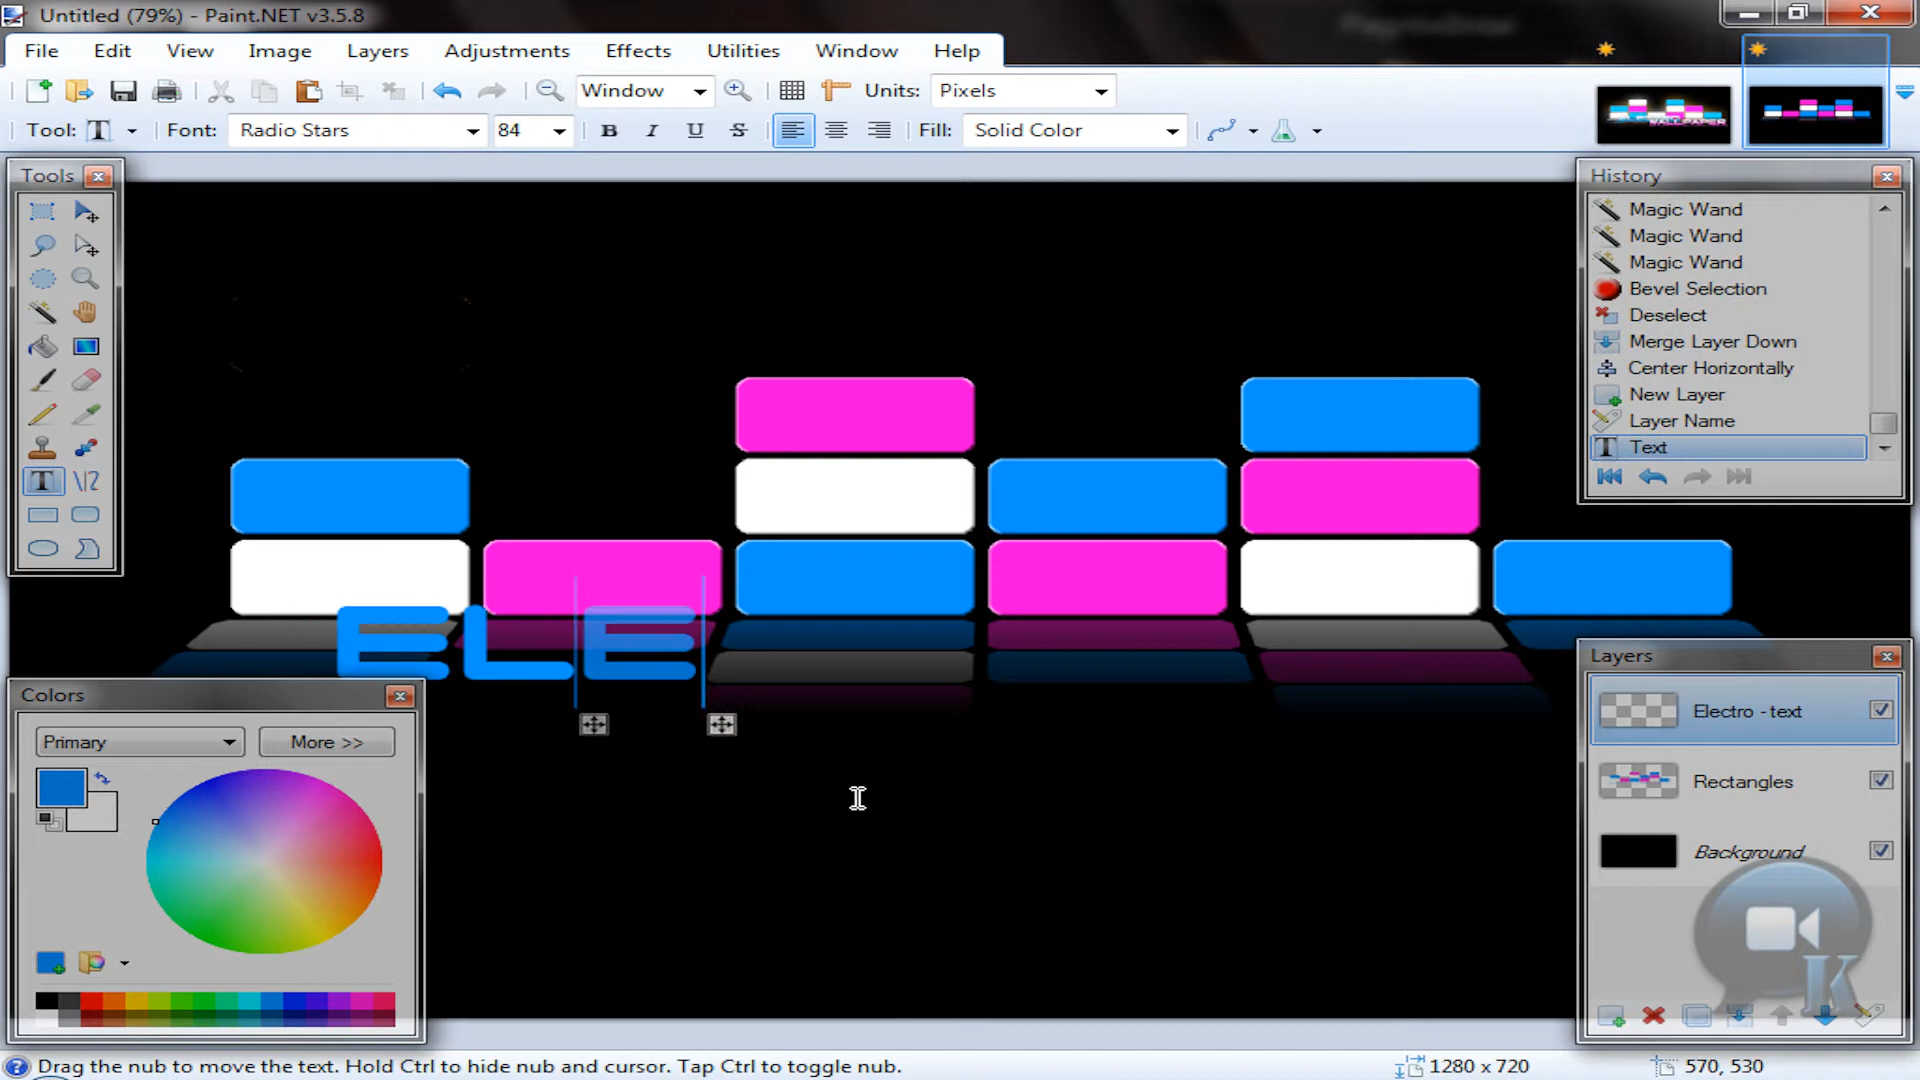 Untitled (79%) - Paint.NET v3.5.8
File Edit View Image Layers Adjustments Effects Utilities Window Help
Window Units: Pixels
Tool: T Font: Radio Stars 84 B I U S Fill: Solid Color
WALLPAPER
Tools
T
History
Magic Wand
Magic Wand
Magic Wand
Bevel Selection
Deselect
Merge Layer Down
Center Horizontally
New Layer
Layer Name
T Text
ELE
Colors
Primary More >>
Layers
Electro - text
Rectangles
Background
K
Drag the nub to move the text. Hold Ctrl to hide nub and cursor. Tap Ctrl to toggle nub. 1280 x 720 570, 530